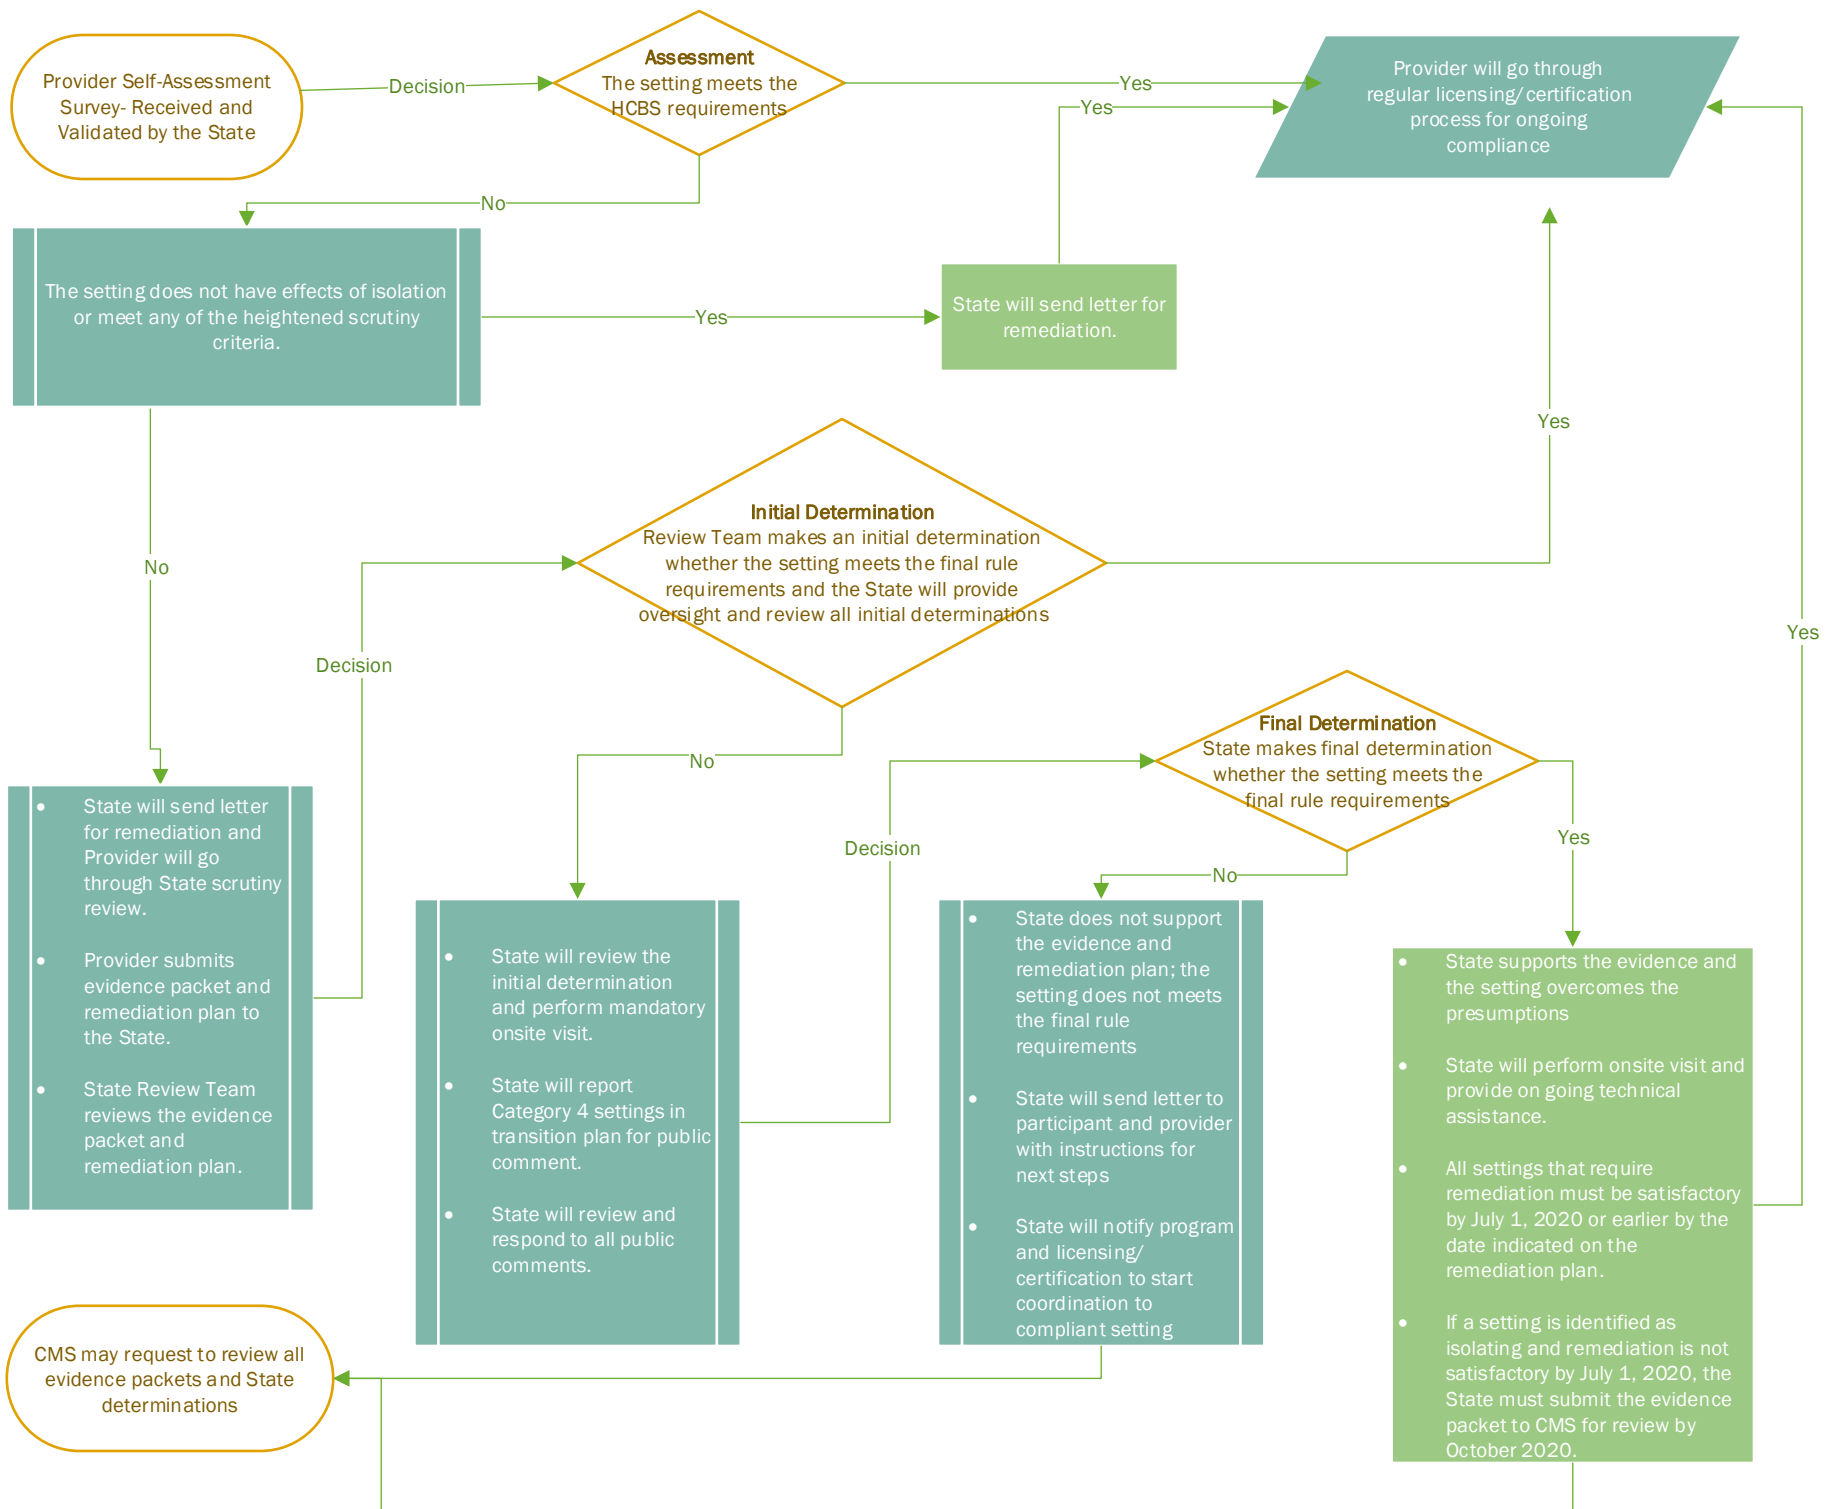 Provider Self-Assessment
Survey- Received and
Validated by the State
Decision
Assessment
The setting meets the
HCBS requirements
Yes
Yes
Provider will go through
regular licensing/certification
process for ongoing
compliance
No
The setting does not have effects of isolation
or meet any of the heightened scrutiny
criteria.
Yes
State will send letter for
remediation.
Yes
No
Initial Determination
Review Team makes an initial determination
whether the setting meets the final rule
requirements and the State will provide
oversight and review all initial determinations
Decision
Yes
No
Final Determination
State makes final determination
whether the setting meets the
final rule requirements
Decision
Yes
No
• State will send letter
for remediation and
Provider will go
through State scrutiny
review.
• Provider submits
evidence packet and
remediation plan to
the State.
• State Review Team
reviews the evidence
packet and
remediation plan.
• State will review the
initial determination
and perform mandatory
onsite visit.
• State will report
Category 4 settings in
transition plan for public
comment.
• State will review and
respond to all public
comments.
• State does not support
the evidence and
remediation plan; the
setting does not meets
the final rule
requirements
• State will send letter to
participant and provider
with instructions for
next steps
• State will notify program
and licensing/
certification to start
coordination to
compliant setting
• State supports the evidence and
the setting overcomes the
presumptions
• State will perform onsite visit and
provide on going technical
assistance.
• All settings that require
remediation must be satisfactory
by July 1, 2020 or earlier by the
date indicated on the
remediation plan.
• If a setting is identified as
isolating and remediation is not
satisfactory by July 1, 2020, the
State must submit the evidence
packet to CMS for review by
October 2020.
CMS may request to review all
evidence packets and State
determinations